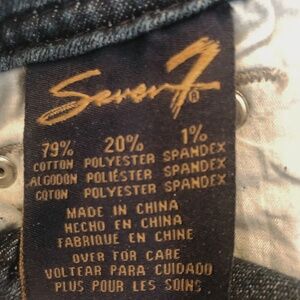 Seven7®
79% 20% 1%
COTTON POLYESTER SPANDEX
ALGODON POLIÉSTER SPANDEX
COTON POLYESTER SPANDEX
MADE IN CHINA
HECHO EN CHINA
FABRIQUÉ EN CHINE
OVER FOR CARE
VOLTEAR PARA CUIDADO
PLUS POUR LES SOINS